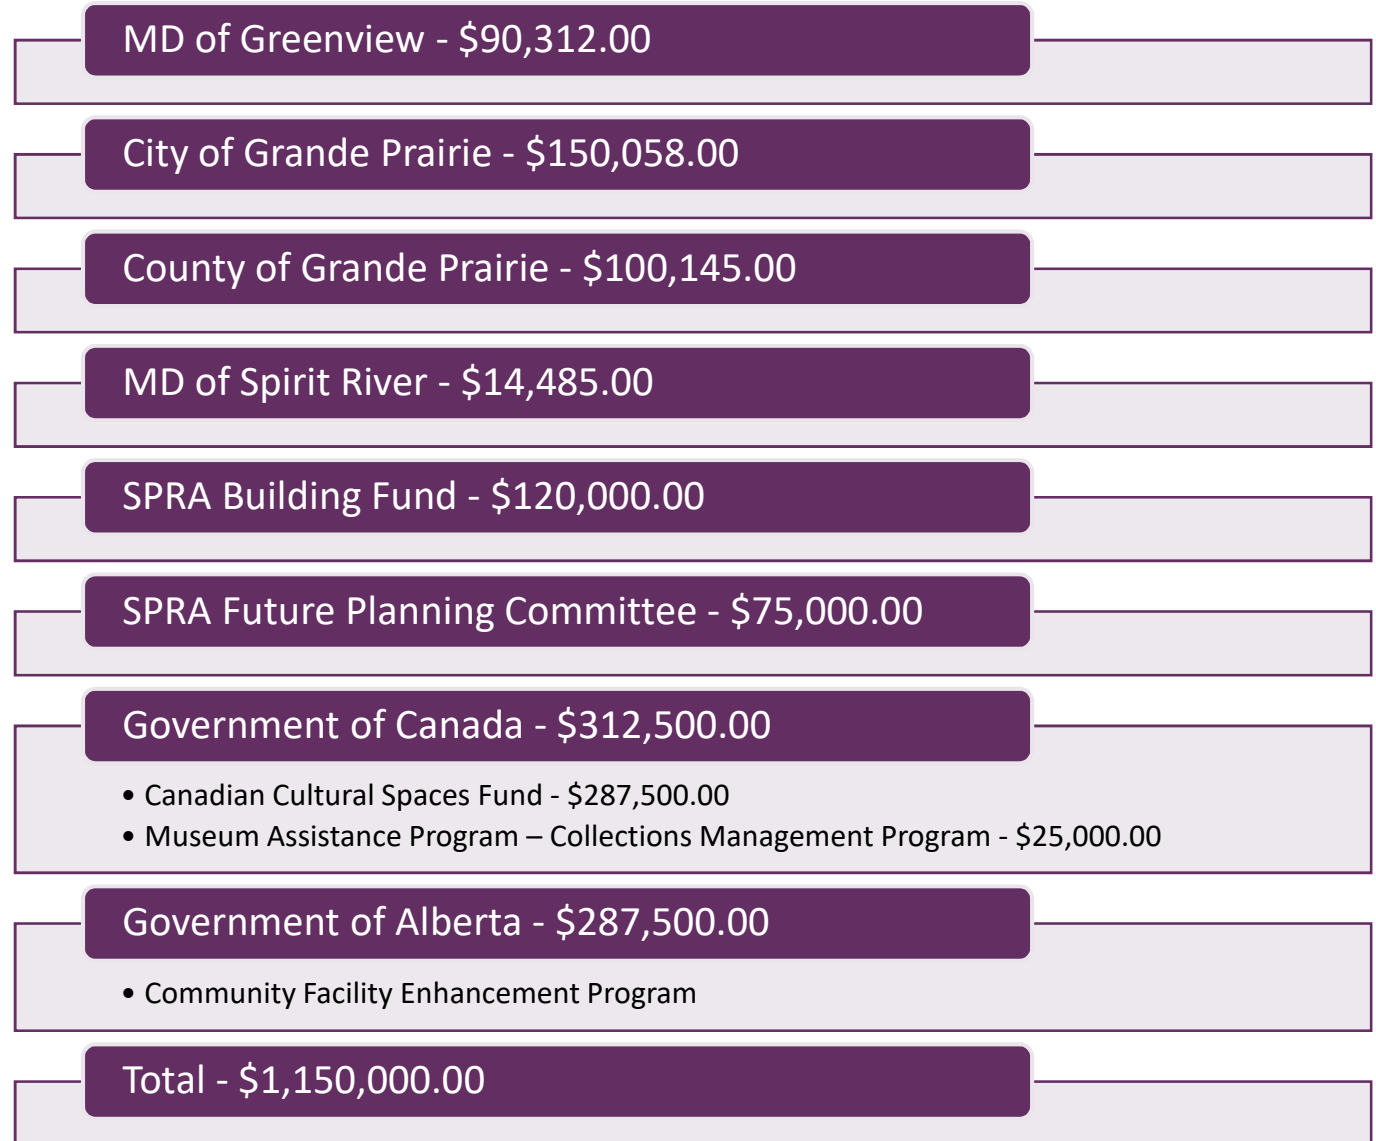 MD of Greenview - $90,312.00
City of Grande Prairie - $150,058.00
County of Grande Prairie - $100,145.00
MD of Spirit River - $14,485.00
SPRA Building Fund - $120,000.00
SPRA Future Planning Committee - $75,000.00
Government of Canada - $312,500.00
• Canadian Cultural Spaces Fund - $287,500.00
• Museum Assistance Program – Collections Management Program - $25,000.00
Government of Alberta - $287,500.00
• Community Facility Enhancement Program
Total - $1,150,000.00